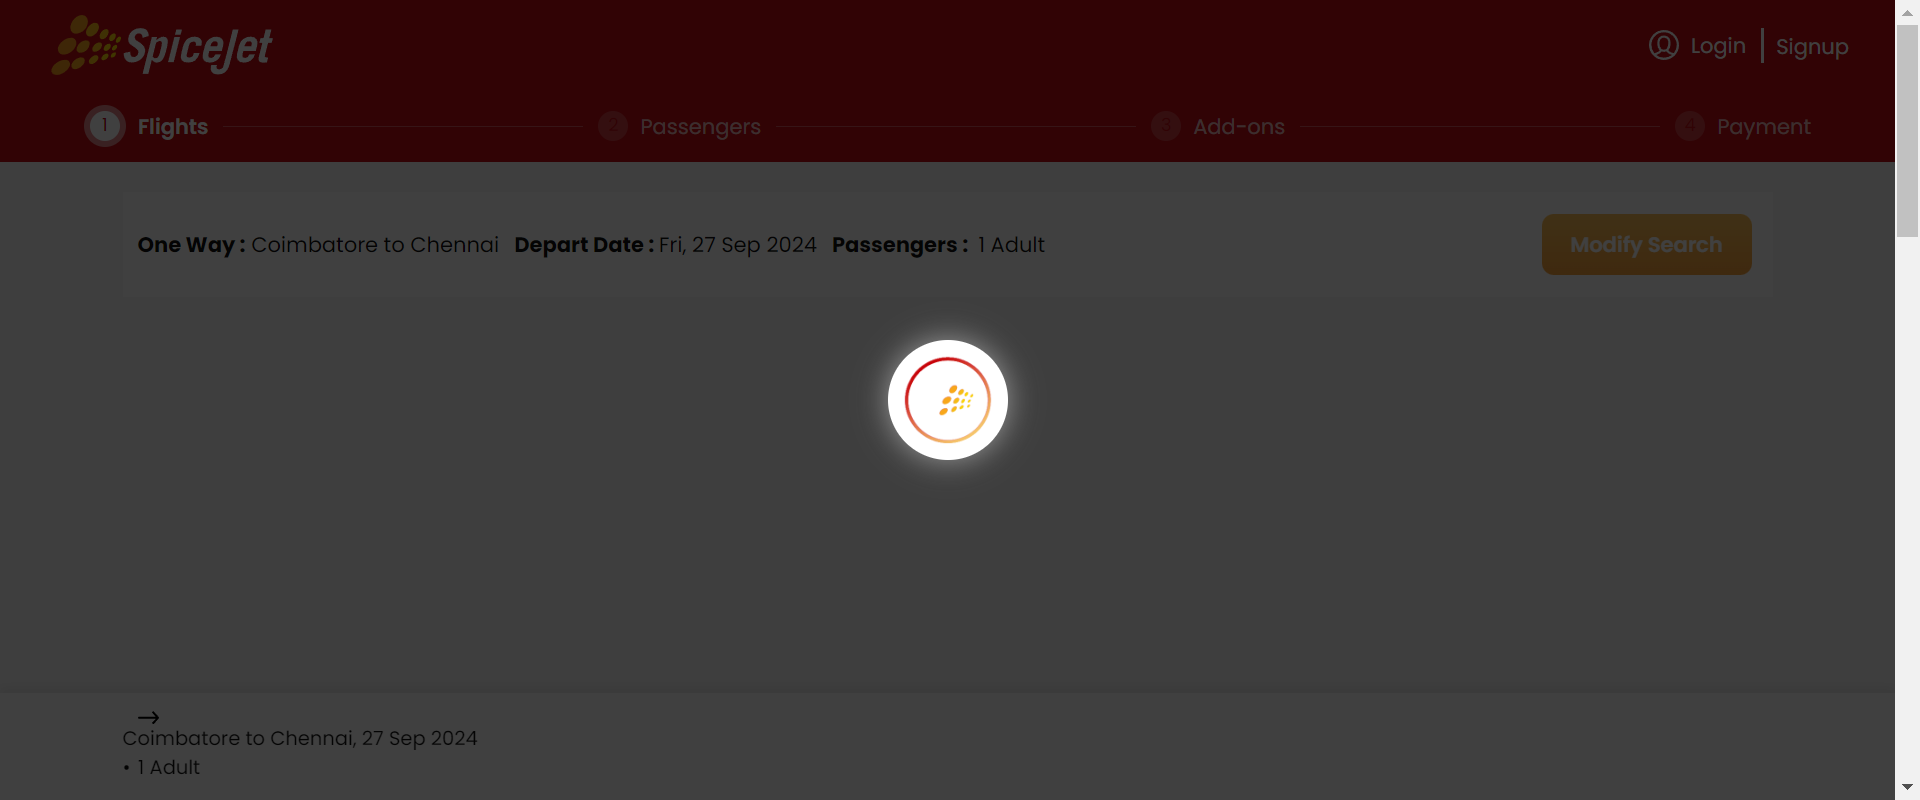 SpiceJet
Login
Signup
1 Flights
2 Passengers
3 Add-ons
4 Payment
One Way : Coimbatore to Chennai Depart Date : Fri, 27 Sep 2024 Passengers : 1 Adult
Modify Search
→
Coimbatore to Chennai, 27 Sep 2024
• 1 Adult